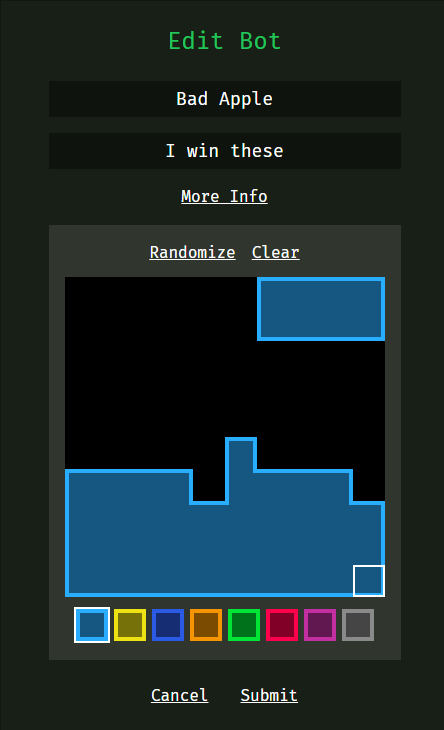 Edit Bot
Bad Apple
I win these
More Info
Randomize Clear
Cancel Submit